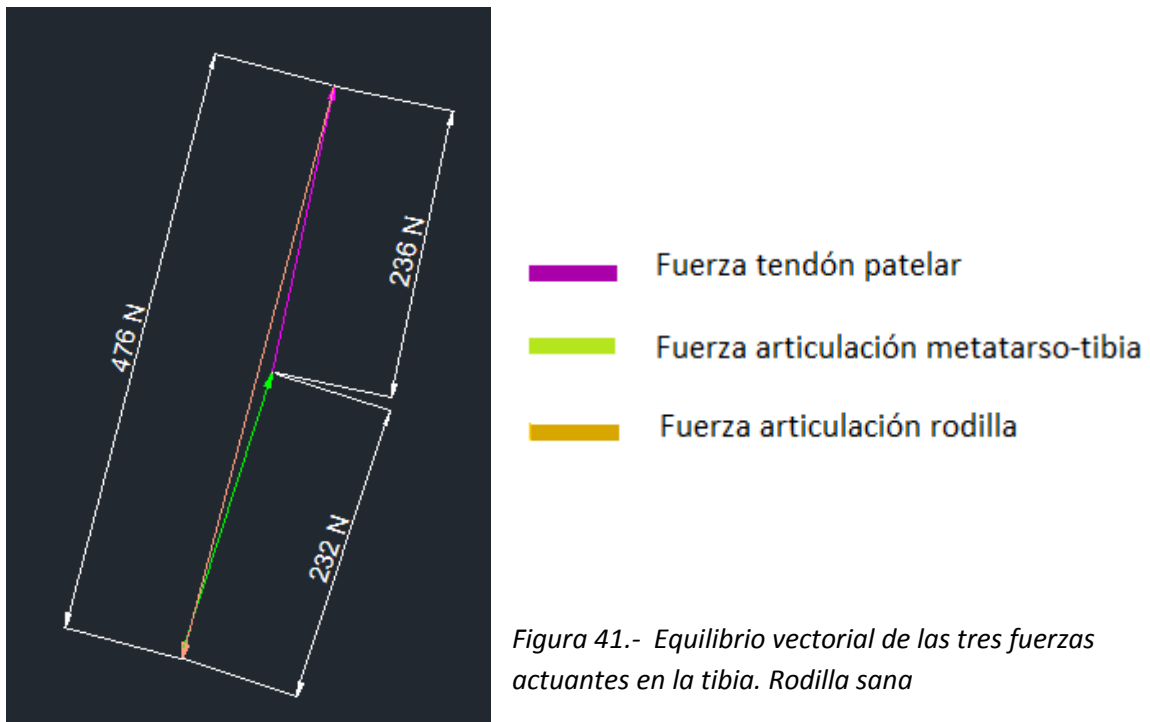 476 N
236 N
232 N
Fuerza tendón patelar
Fuerza articulación metatarso-tibia
Fuerza articulación rodilla
Figura 41.- Equilibrio vectorial de las tres fuerzas
actuantes en la tibia. Rodilla sana